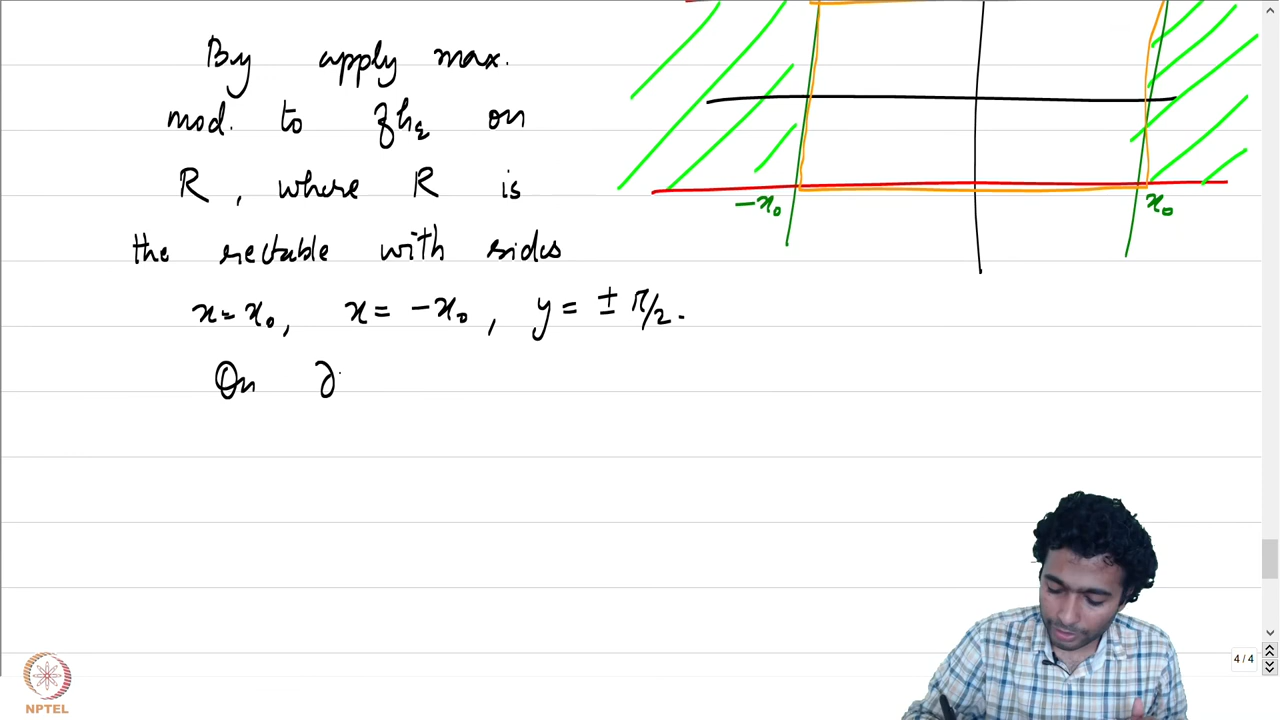 By apply max.
mod. to fhε on
R, where R is
the rectable with sides
x = x₀, x = -x₀, y = ± π/2.
On ∂
-x₀
x₀
4 / 4
NPTEL